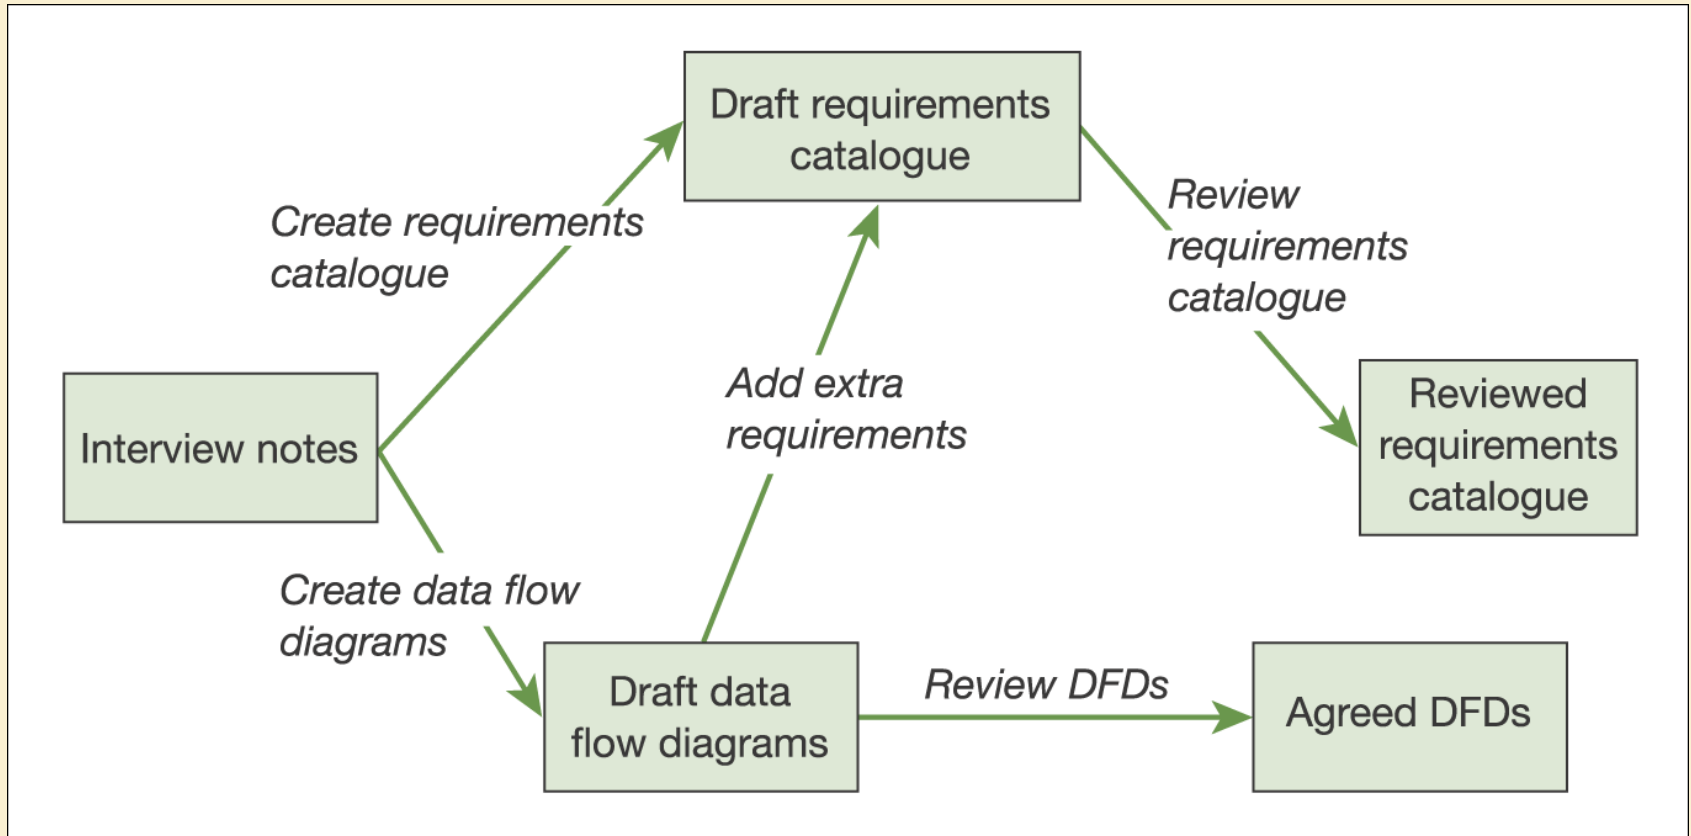 Draft requirements
catalogue
Create requirements
catalogue
Review
requirements
catalogue
Interview notes
Add extra
requirements
Reviewed
requirements
catalogue
Create data flow
diagrams
Draft data
flow diagrams
Review DFDs
Agreed DFDs